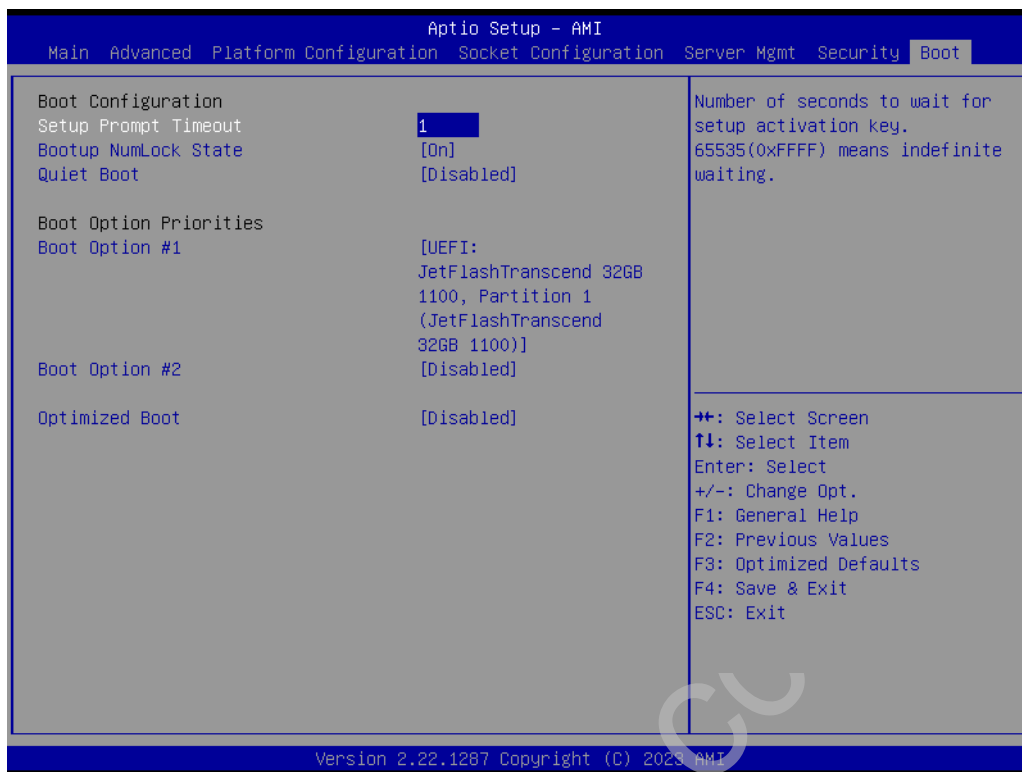 Aptio Setup – AMI
Main Advanced Platform Configuration Socket Configuration Server Mgmt Security Boot
Boot Configuration
Setup Prompt Timeout 1
Bootup NumLock State [On]
Quiet Boot [Disabled]
Boot Option Priorities
Boot Option #1 [UEFI:
JetFlashTranscend 32GB
1100, Partition 1
(JetFlashTranscend
32GB 1100)]
Boot Option #2 [Disabled]
Optimized Boot [Disabled]
Number of seconds to wait for
setup activation key.
65535(0xFFFF) means indefinite
waiting.
→←: Select Screen
↑↓: Select Item
Enter: Select
+/-: Change Opt.
F1: General Help
F2: Previous Values
F3: Optimized Defaults
F4: Save & Exit
ESC: Exit
Version 2.22.1287 Copyright (C) 2023 AMI